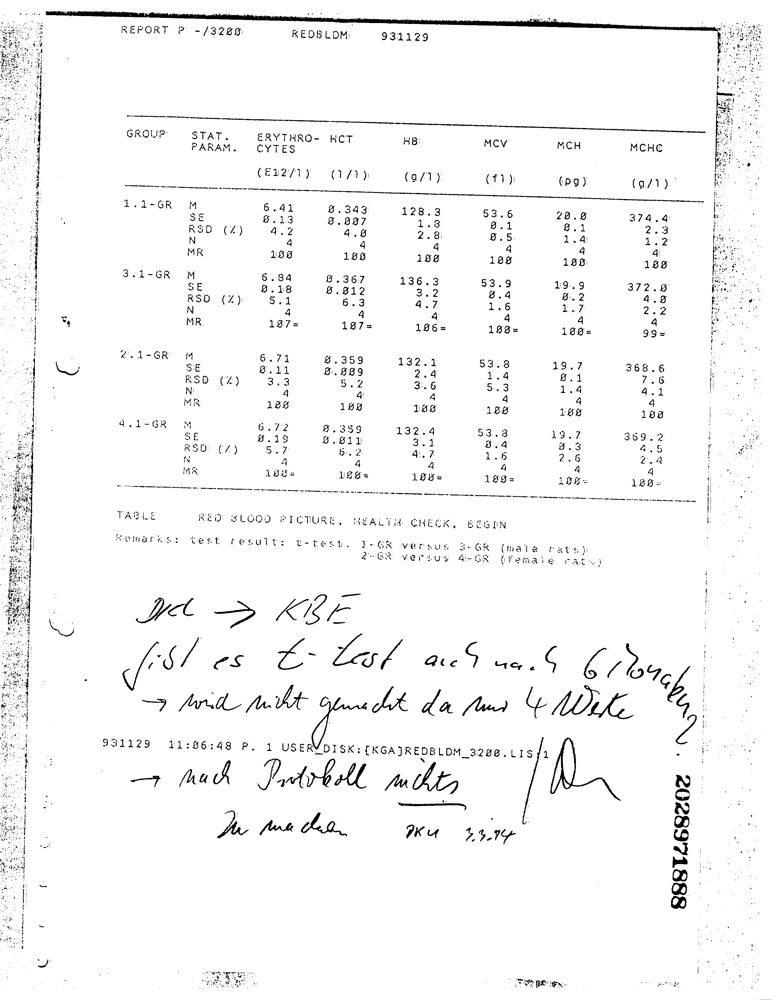 REPORT P -/3200 REDBLDM 931129
GROUP STAT. ERYTHRO- HCT HB MCV MCH MCHC
PARAM. CYTES
(E12/l) (l/l) (g/l) (fl) (pg) (g/l)
1.1-GR M 6.41 0.343 128.3 53.6 20.0 374.4
SE 0.13 0.007 1.8 0.1 0.1 2.3
RSD (%) 4.2 4.0 2.8 0.5 1.4 1.2
N 4 4 4 4 4 4
MR 100 100 100 100 100 100
3.1-GR M 6.84 0.367 136.3 53.9 19.9 372.0
SE 0.18 0.012 3.2 0.4 0.2 4.0
RSD (%) 5.1 6.3 4.7 1.6 1.7 2.2
N 4 4 4 4 4 4
MR 107= 107= 106= 100= 100= 99=
2.1-GR M 6.71 0.359 132.1 53.8 19.7 368.6
SE 0.11 0.009 2.4 1.4 0.1 7.6
RSD (%) 3.3 5.2 3.6 5.3 1.4 4.1
N 4 4 4 4 4 4
MR 100 100 100 100 100 100
4.1-GR M 6.72 0.359 132.4 53.8 19.7 369.2
SE 0.19 0.011 3.1 0.4 0.3 4.5
RSD (%) 5.7 6.2 4.7 1.6 2.6 2.4
N 4 4 4 4 4 4
MR 100= 100= 100= 100= 100= 100=
TABLE RED BLOOD PICTURE, HEALTH CHECK, BEGIN
Remarks: test result: t-test. 1-GR versus 3-GR (male rats)
2-GR versus 4-GR (female rats)
→ KBE
gibt es t-test auch nach 6 Monaten?
→ wird nicht gemacht da nur 4 Werte
931129 11:06:48 P. 1 USER_DISK:[KGA]REDBLDM_3200.LIS/1
→ nach Protokoll nichts
zu machen 3.3.94
2028971888